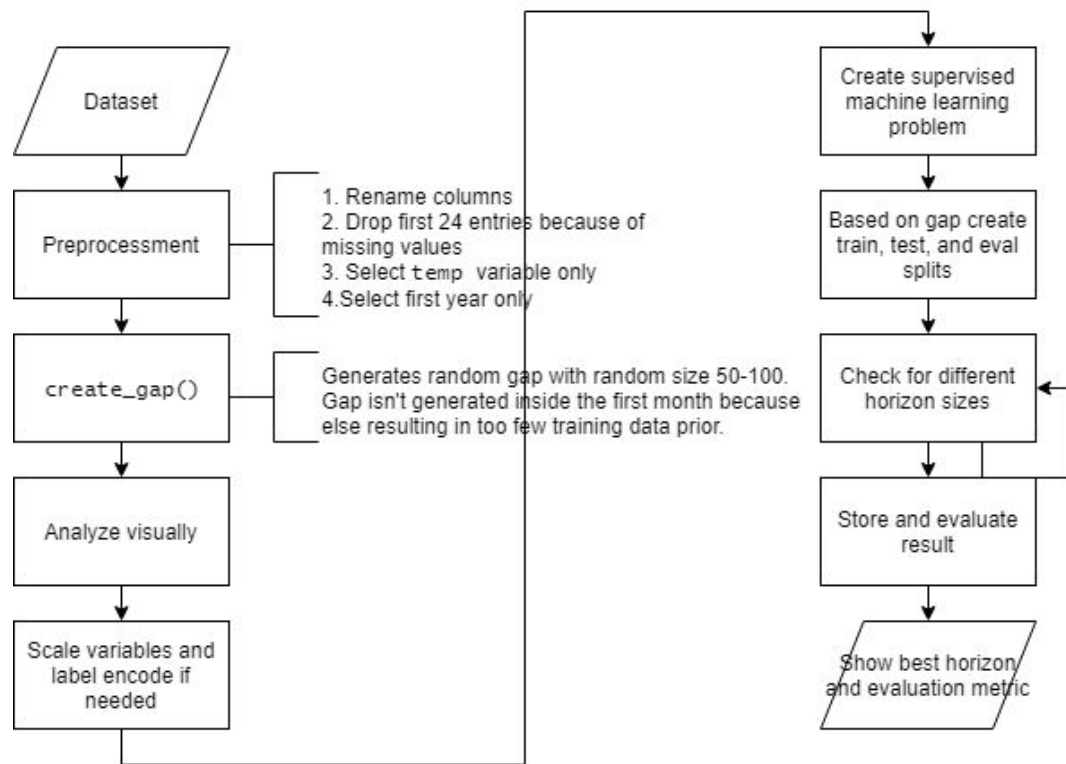 Dataset
Preprocessment
1. Rename columns
2. Drop first 24 entries because of
missing values
3. Select temp variable only
4.Select first year only
create_gap()
Generates random gap with random size 50-100.
Gap isn't generated inside the first month because
else resulting in too few training data prior.
Analyze visually
Scale variables and
label encode if
needed
Create supervised
machine learning
problem
Based on gap create
train, test, and eval
splits
Check for different
horizon sizes
Store and evaluate
result
Show best horizon
and evaluation metric